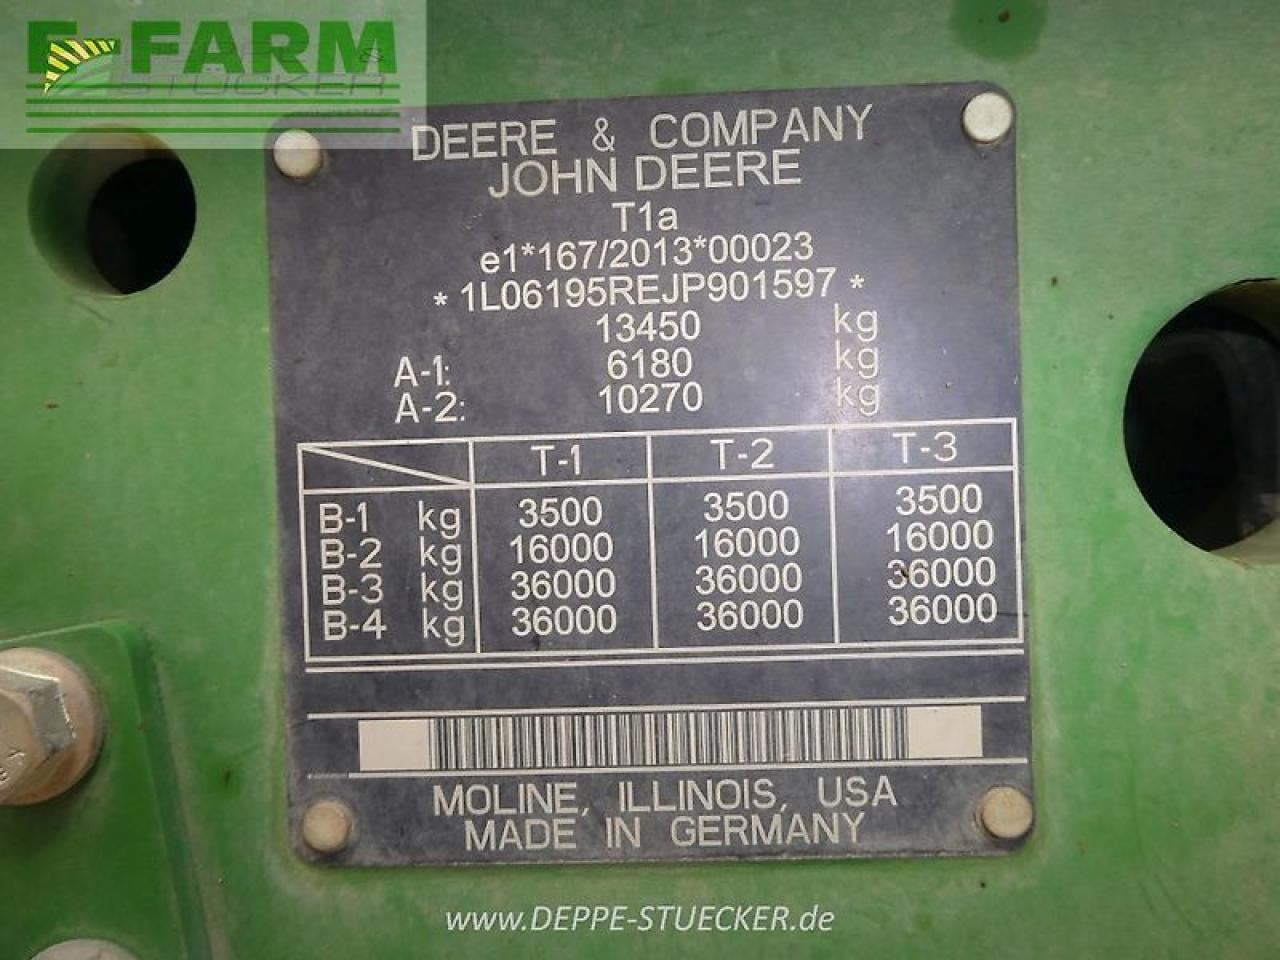 E-FARM
DEPPE & STÜCKER
DEERE & COMPANY
JOHN DEERE
T1a
e1*167/2013*00023
* 1L06195REJP901597 *
13450 kg
A-1: 6180 kg
A-2: 10270 kg
T-1 T-2 T-3
B-1 kg 3500 3500 3500
B-2 kg 16000 16000 16000
B-3 kg 36000 36000 36000
B-4 kg 36000 36000 36000
MOLINE, ILLINOIS, USA
MADE IN GERMANY
www.DEPPE-STUECKER.de